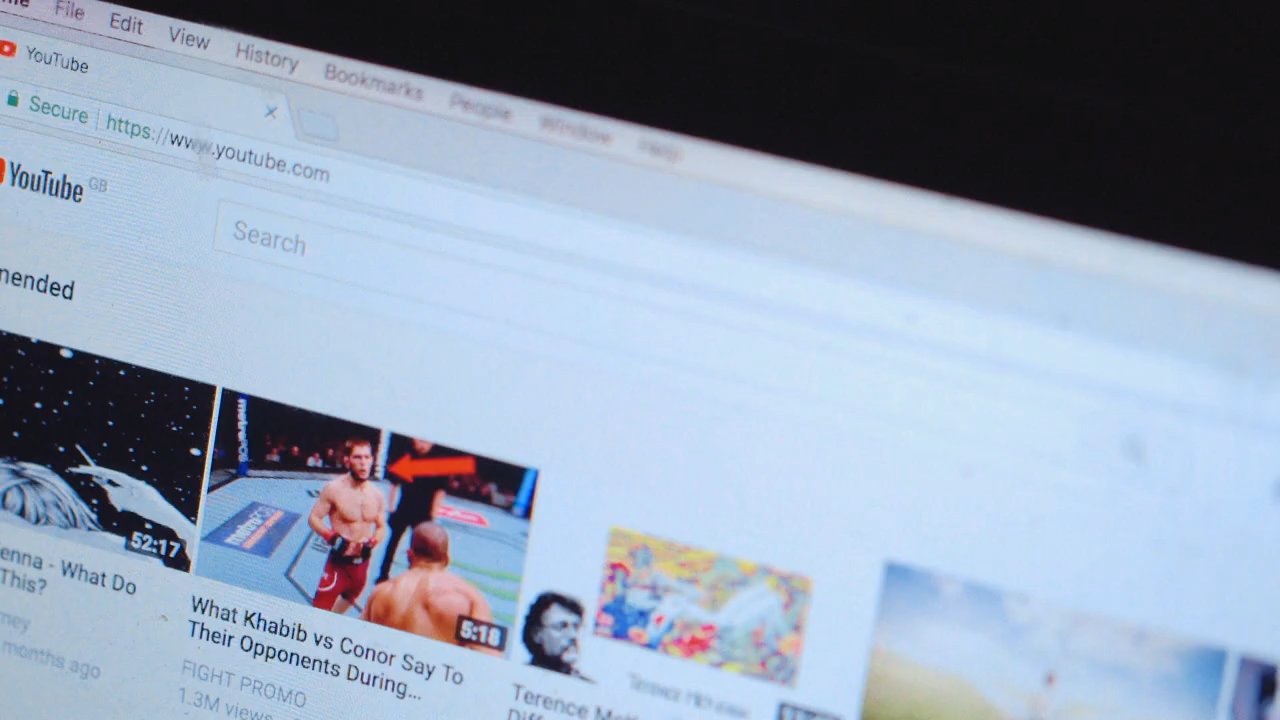 File Edit View History Bookmarks People Window Help
YouTube
Secure https://www.youtube.com
YouTube GB
Search
mended
52:17
enna - What Do
This?
ney
months ago
5:18
What Khabib vs Conor Say To
Their Opponents During...
FIGHT PROMO
1.3M views
Terence